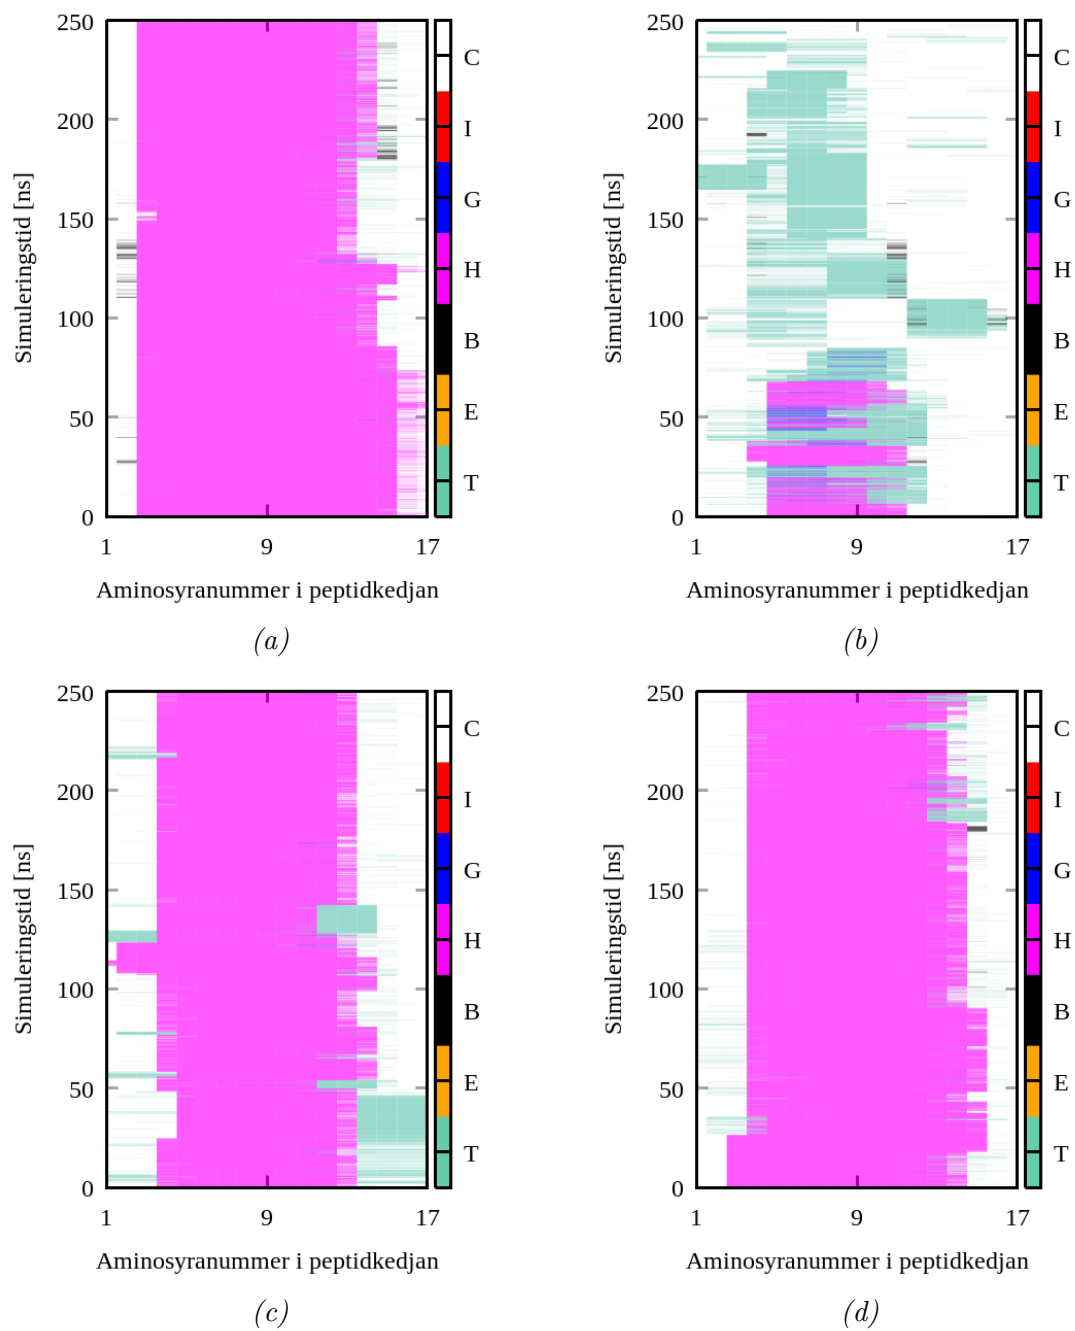 250
200
150
100
50
0
Simuleringstid [ns]
1 9 17
Aminosyranummer i peptidkedjan
C
I
G
H
B
E
T
(a)
250
200
150
100
50
0
Simuleringstid [ns]
1 9 17
Aminosyranummer i peptidkedjan
C
I
G
H
B
E
T
(b)
250
200
150
100
50
0
Simuleringstid [ns]
1 9 17
Aminosyranummer i peptidkedjan
C
I
G
H
B
E
T
(c)
250
200
150
100
50
0
Simuleringstid [ns]
1 9 17
Aminosyranummer i peptidkedjan
C
I
G
H
B
E
T
(d)